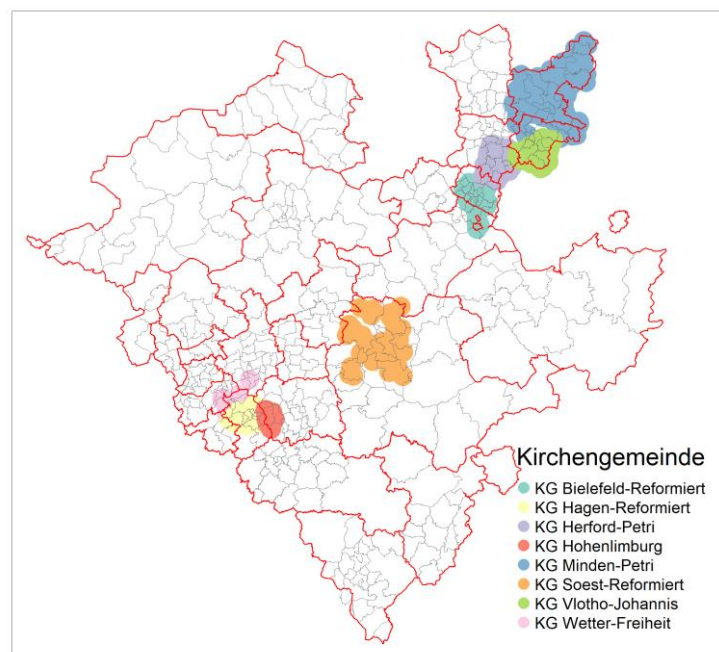 Kirchengemeinde
KG Bielefeld-Reformiert
KG Hagen-Reformiert
KG Herford-Petri
KG Hohenlimburg
KG Minden-Petri
KG Soest-Reformiert
KG Vlotho-Johannis
KG Wetter-Freiheit